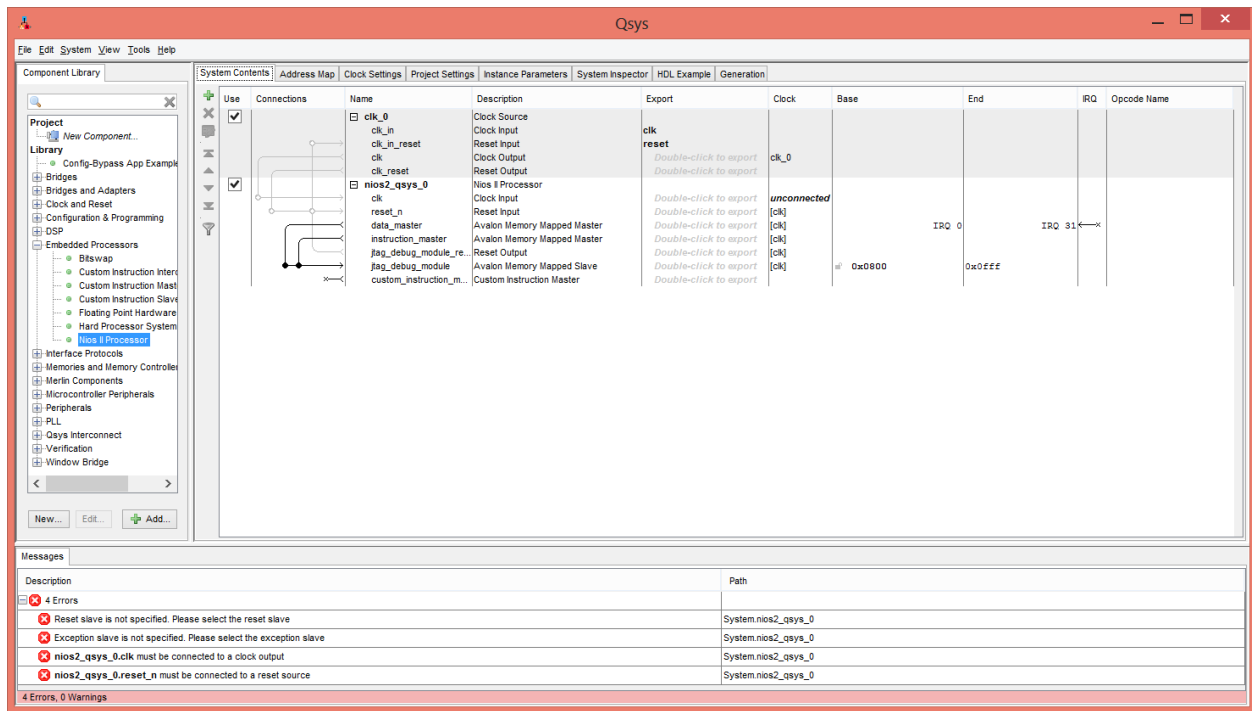 Qsys
File Edit System View Tools Help
Component Library
Project
New Component...
Library
Config-Bypass App Example
Bridges
Bridges and Adapters
Clock and Reset
Configuration & Programming
DSP
Embedded Processors
Bitswap
Custom Instruction Interc
Custom Instruction Mast
Custom Instruction Slave
Floating Point Hardware
Hard Processor System
Nios II Processor
Interface Protocols
Memories and Memory Controller
Merlin Components
Microcontroller Peripherals
Peripherals
PLL
Qsys Interconnect
Verification
Window Bridge
New... Edit... Add...
System Contents Address Map Clock Settings Project Settings Instance Parameters System Inspector HDL Example Generation
Use Connections Name Description Export Clock Base End IRQ Opcode Name
clk_0 Clock Source
clk_in Clock Input clk
clk_in_reset Reset Input reset
clk Clock Output Double-click to export clk_0
clk_reset Reset Output Double-click to export
nios2_qsys_0 Nios II Processor
clk Clock Input Double-click to export unconnected
reset_n Reset Input Double-click to export [clk]
data_master Avalon Memory Mapped Master Double-click to export [clk] IRQ 0 IRQ 31
instruction_master Avalon Memory Mapped Master Double-click to export [clk]
jtag_debug_module_re... Reset Output Double-click to export [clk]
jtag_debug_module Avalon Memory Mapped Slave Double-click to export [clk] 0x0800 0x0fff
custom_instruction_m... Custom Instruction Master Double-click to export
Messages
Description Path
4 Errors
Reset slave is not specified. Please select the reset slave System.nios2_qsys_0
Exception slave is not specified. Please select the exception slave System.nios2_qsys_0
nios2_qsys_0.clk must be connected to a clock output System.nios2_qsys_0
nios2_qsys_0.reset_n must be connected to a reset source System.nios2_qsys_0
4 Errors, 0 Warnings